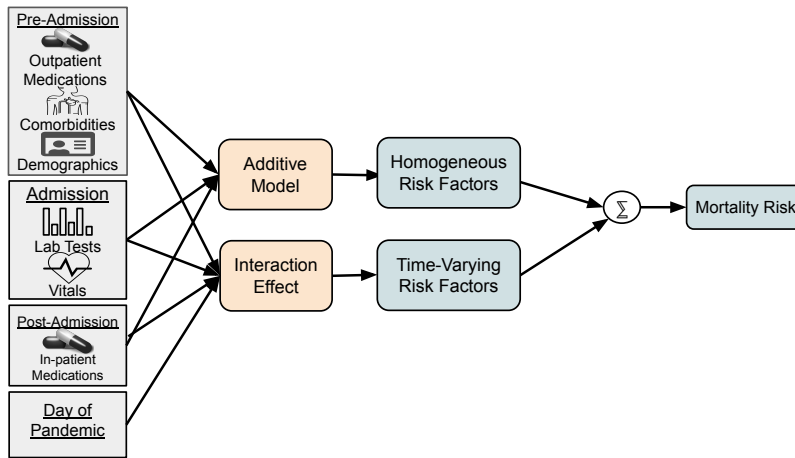 Pre-Admission
Outpatient
Medications
Comorbidities
Demographics
Admission
Lab Tests
Vitals
Post-Admission
In-patient
Medications
Day of
Pandemic
Additive
Model
Interaction
Effect
Homogeneous
Risk Factors
Time-Varying
Risk Factors
∑
Mortality Risk